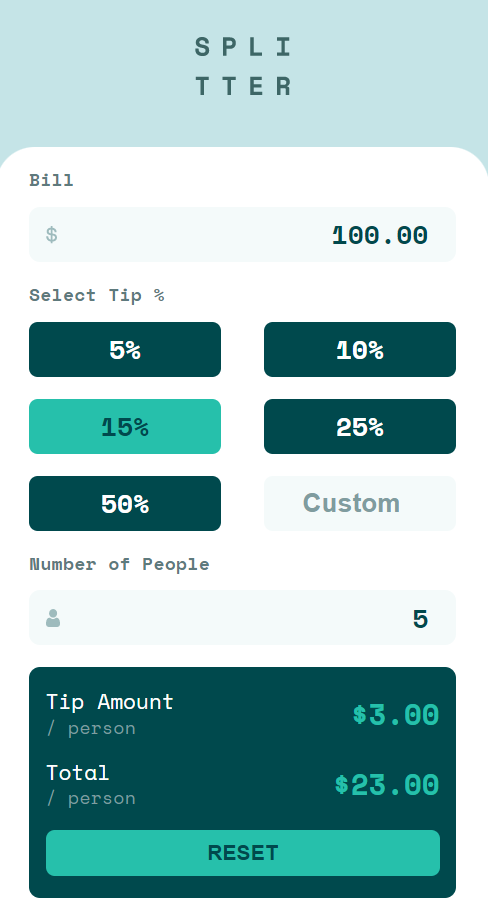 SPLI
TTER
Bill
$ 100.00
Select Tip %
5% 10%
15% 25%
50% Custom
Number of People
5
Tip Amount
/ person
$3.00
Total
/ person
$23.00
RESET